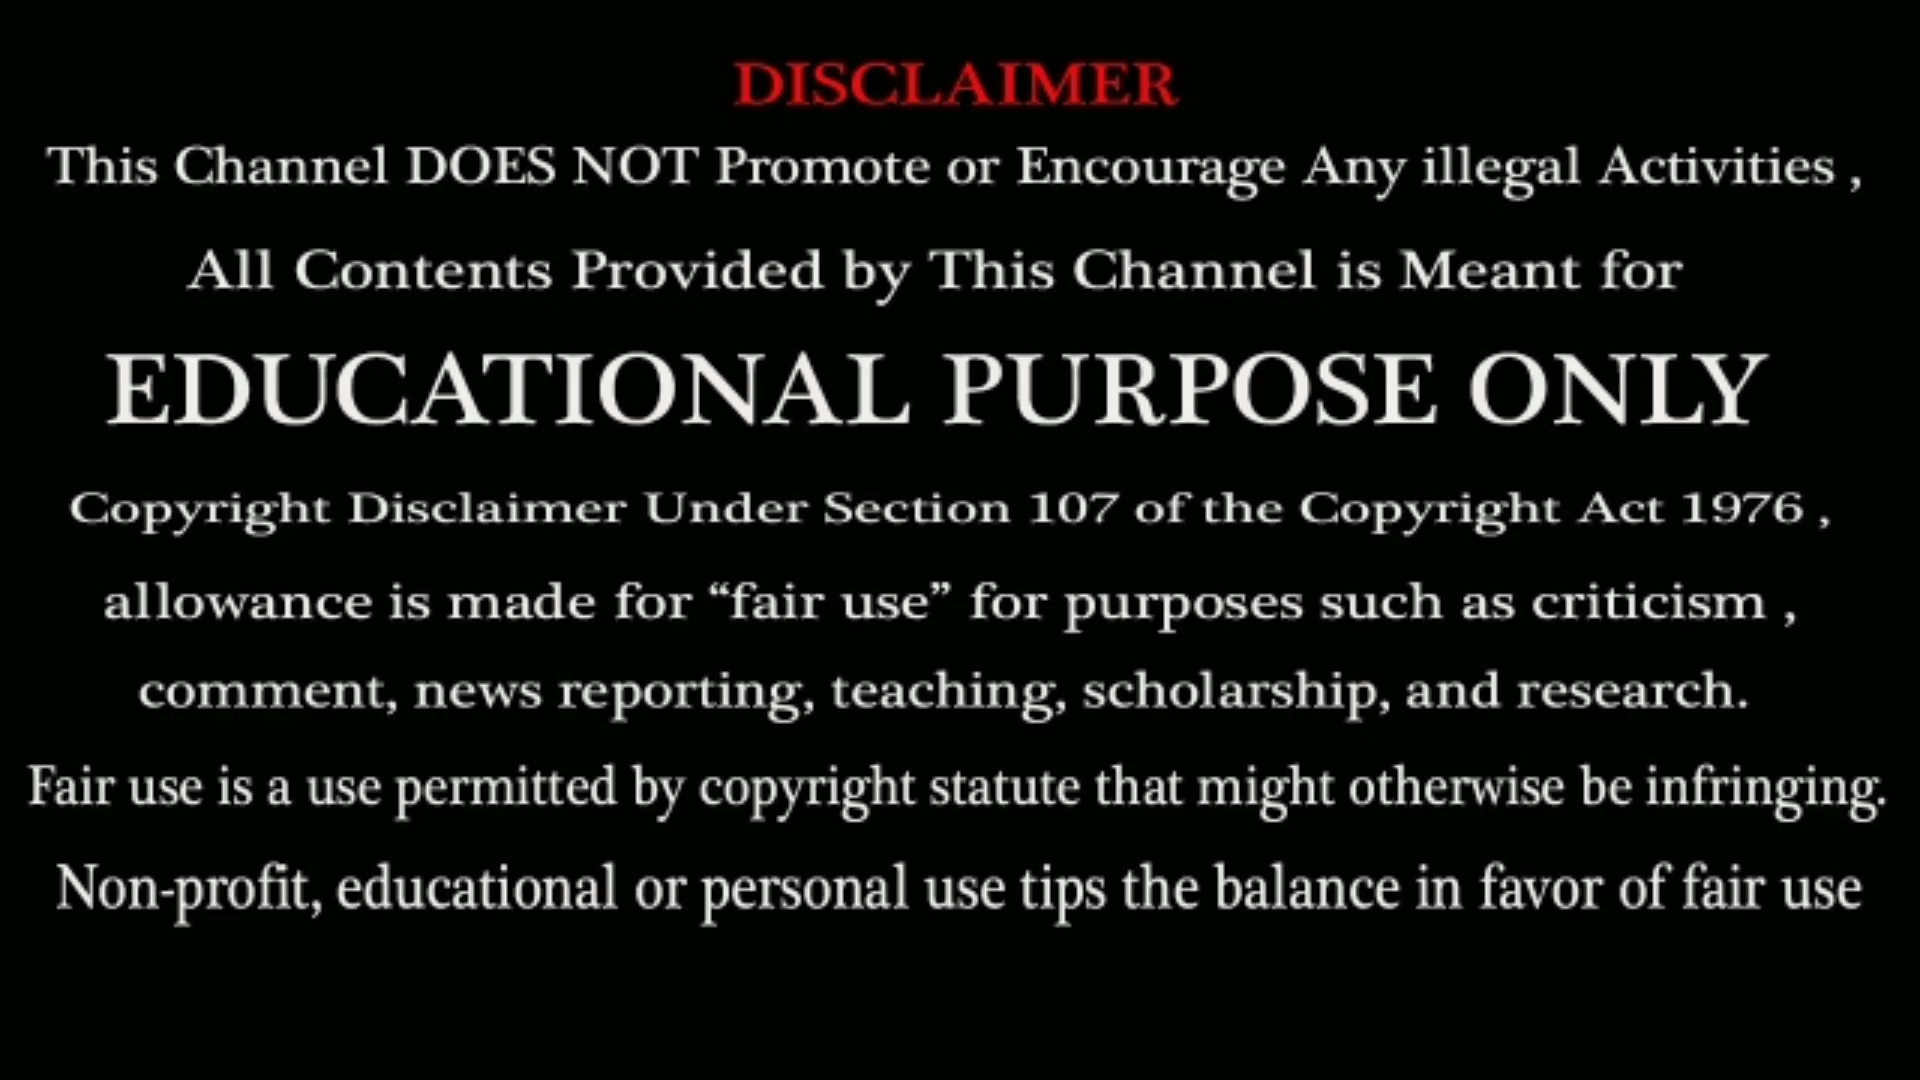 DISCLAIMER
This Channel DOES NOT Promote or Encourage Any illegal Activities ,
All Contents Provided by This Channel is Meant for
EDUCATIONAL PURPOSE ONLY
Copyright Disclaimer Under Section 107 of the Copyright Act 1976 ,
allowance is made for “fair use” for purposes such as criticism ,
comment, news reporting, teaching, scholarship, and research.
Fair use is a use permitted by copyright statute that might otherwise be infringing.
Non-profit, educational or personal use tips the balance in favor of fair use